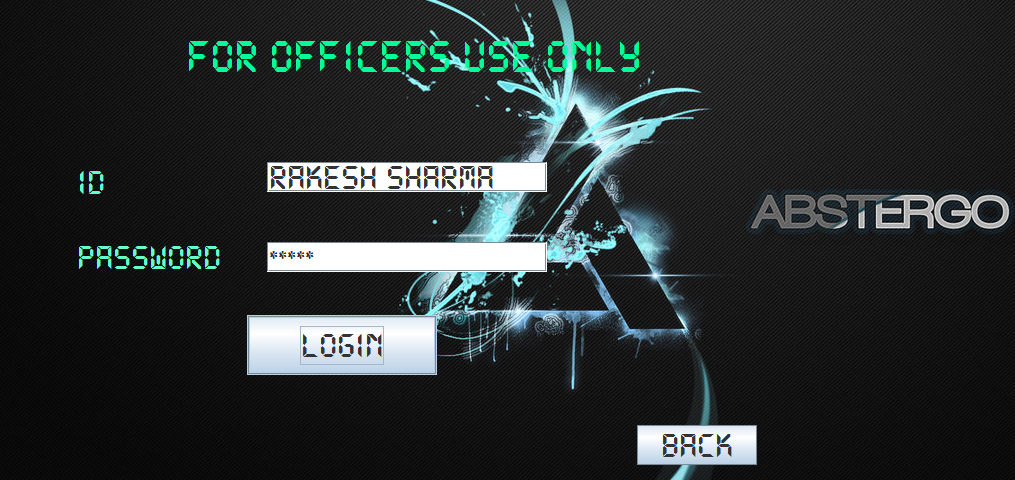 FOR OFFICERS USE ONLY
ID
RAKESH SHARMA
ABSTERGO
PASSWORD
*****
LOGIN
BACK